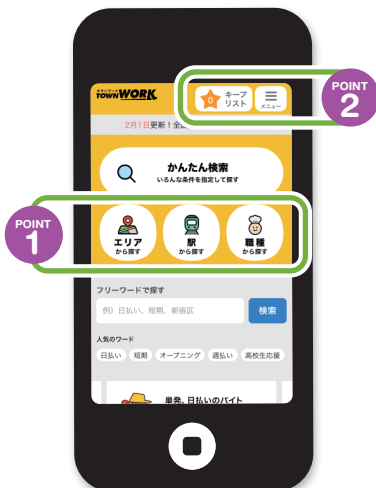 POINT
2
タウンワーク
TOWNWORK
0
キープ
リスト
メニュー
2月1日更新！全
かんたん検索
いろんな条件を指定して探す
POINT
1
エリア
から探す
駅
から探す
職種
から探す
フリーワードで探す
例）日払い、短期、新宿区
検索
人気のワード
日払い
短期
オープニング
週払い
高校生応援
単発、日払いのバイト